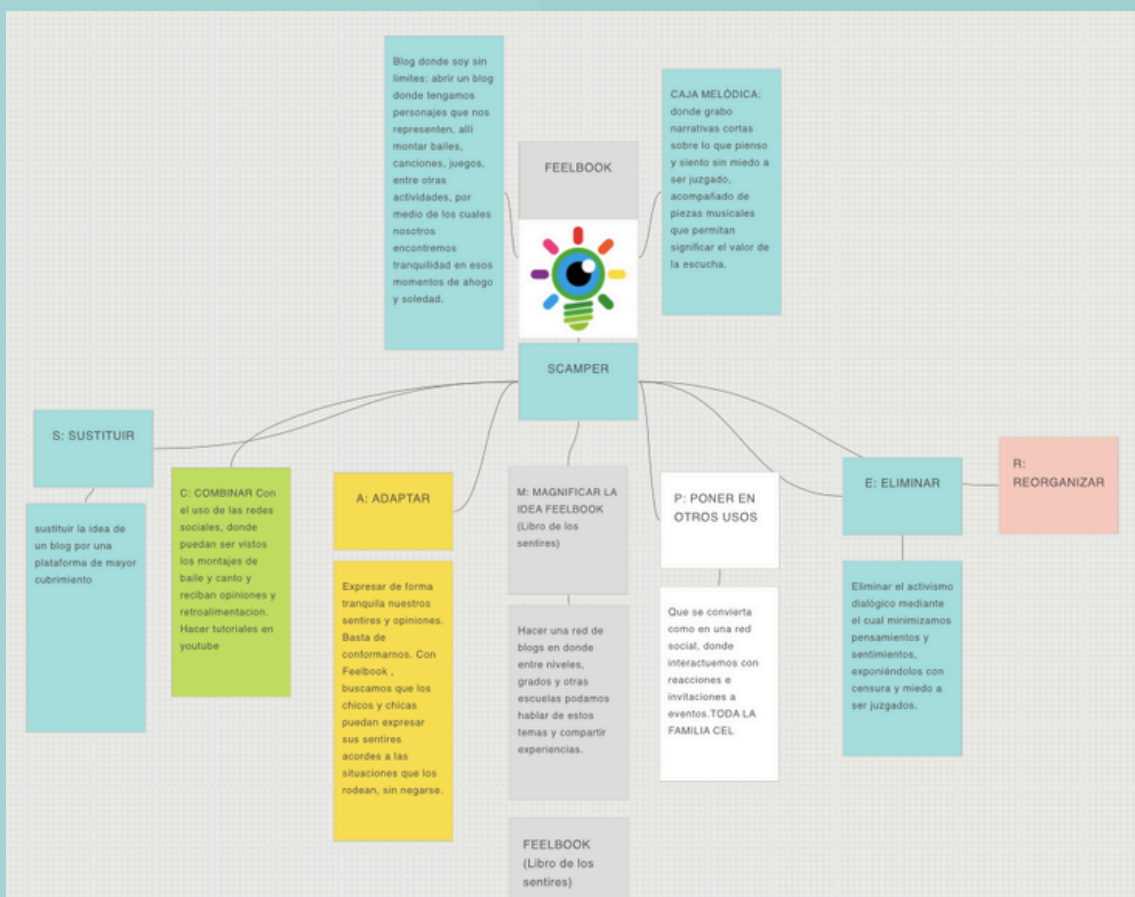 Blog donde soy sin
limites: abrir un blog
donde tengamos
personajes que nos
representen, allí
montar bailes,
canciones, juegos,
entre otras
actividades, por
medio de los cuales
nosotros
encontremos
tranquilidad en esos
momentos de ahogo
y soledad.
FEELBOOK
CAJA MELÒDICA:
donde grabo
narrativas cortas
sobre lo que pienso
y siento sin miedo a
ser juzgado,
acompañado de
piezas musicales
que permitan
significar el valor de
la escucha.
SCAMPER
S: SUSTITUIR
sustituir la idea de
un blog por una
plataforma de mayor
cubrimiento
C: COMBINAR Con
el uso de las redes
sociales, donde
puedan ser vistos
los montajes de
baile y canto y
reciban opiniones y
retroalimentacion.
Hacer tutoriales en
youtube
A: ADAPTAR
Expresar de forma
tranquila nuestros
sentires y opiniones.
Basta de
conformarnos. Con
Feelbook ,
buscamos que los
chicos y chicas
puedan expresar
sus sentires
acordes a las
situaciones que los
rodean, sin negarse.
M: MAGNIFICAR LA
IDEA FEELBOOK
(Libro de los
sentires)
Hacer una red de
blogs en donde
entre niveles,
grados y otras
escuelas podamos
hablar de estos
temas y compartir
experiencias.
FEELBOOK
(Libro de los
sentires)
P: PONER EN
OTROS USOS
Que se convierta
como en una red
social, donde
interactuemos con
reacciones e
invitaciones a
eventos.TODA LA
FAMILIA CEL
E: ELIMINAR
Eliminar el activismo
dialógico mediante
el cual minimizamos
pensamientos y
sentimientos,
exponiéndolos con
censura y miedo a
ser juzgados.
R:
REORGANIZAR